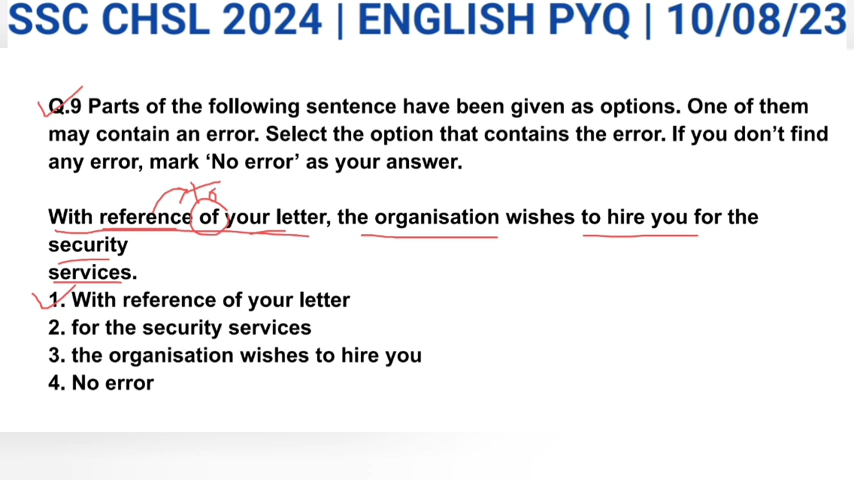 SSC CHSL 2024 | ENGLISH PYQ | 10/08/23
Q.9 Parts of the following sentence have been given as options. One of them
may contain an error. Select the option that contains the error. If you don’t find
any error, mark ‘No error’ as your answer.
to
With reference of your letter, the organisation wishes to hire you for the
security
services.
1. With reference of your letter
2. for the security services
3. the organisation wishes to hire you
4. No error